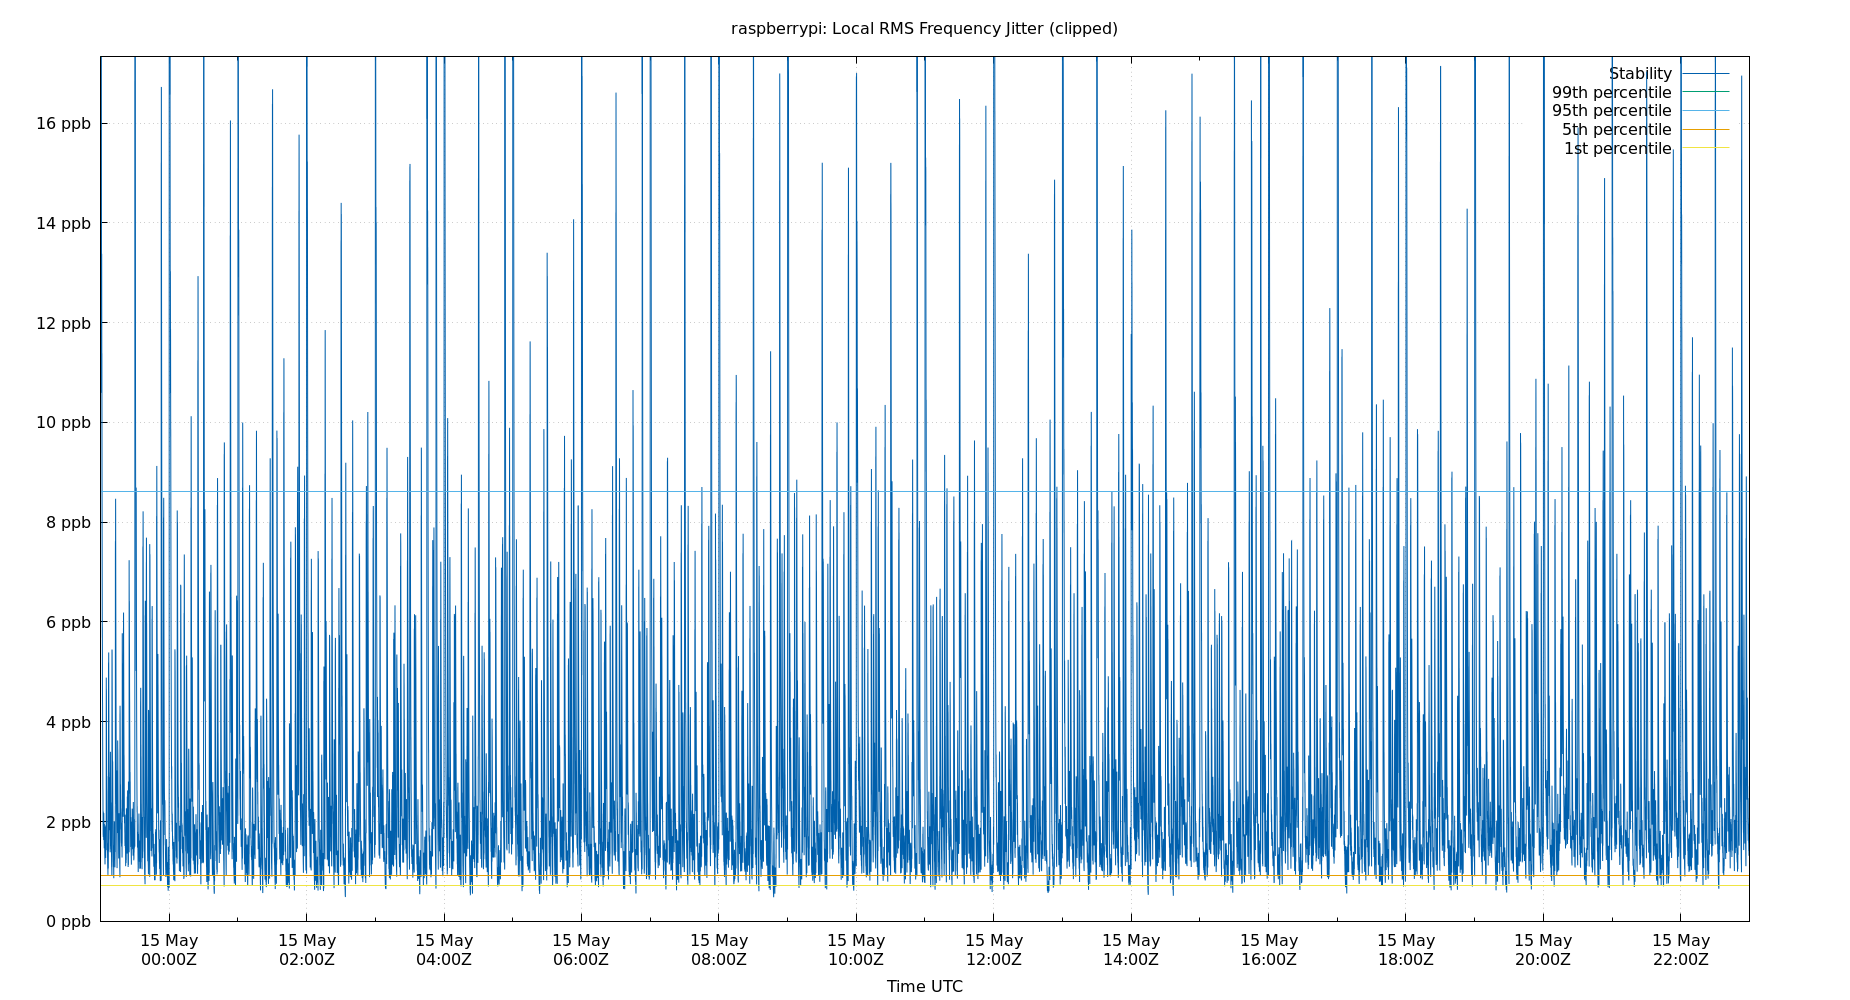 raspberrypi: Local RMS Frequency Jitter (clipped)
Stability
99th percentile
95th percentile
5th percentile
1st percentile
16 ppb
14 ppb
12 ppb
10 ppb
8 ppb
6 ppb
4 ppb
2 ppb
0 ppb
15 May 15 May 15 May 15 May 15 May 15 May 15 May 15 May 15 May 15 May 15 May 15 May
00:00Z 02:00Z 04:00Z 06:00Z 08:00Z 10:00Z 12:00Z 14:00Z 16:00Z 18:00Z 20:00Z 22:00Z
Time UTC